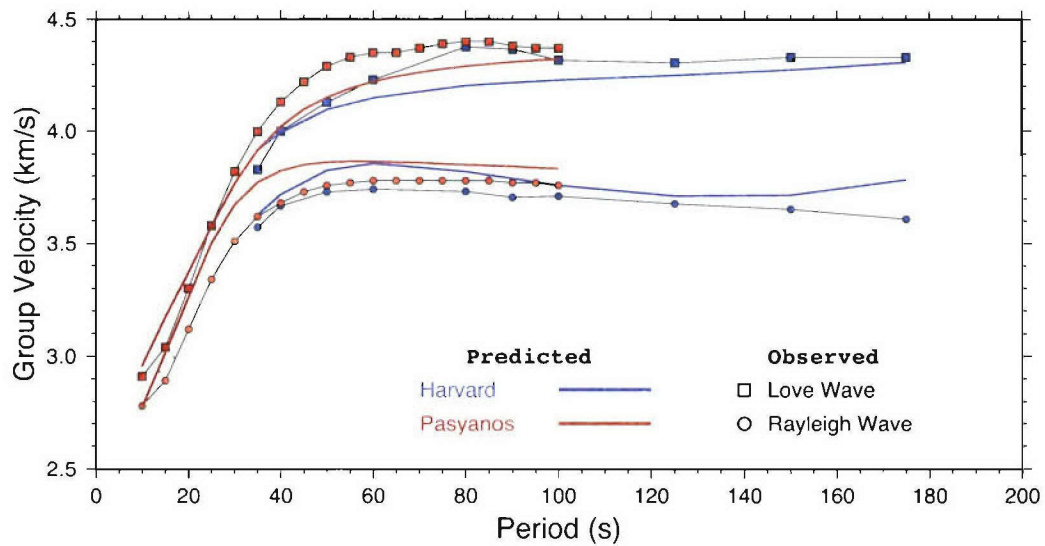 4.5
4.0
3.5
3.0
2.5
Group Velocity (km/s)
Predicted Observed
Harvard Love Wave
Pasyanos Rayleigh Wave
0 20 40 60 80 100 120 140 160 180 200
Period (s)